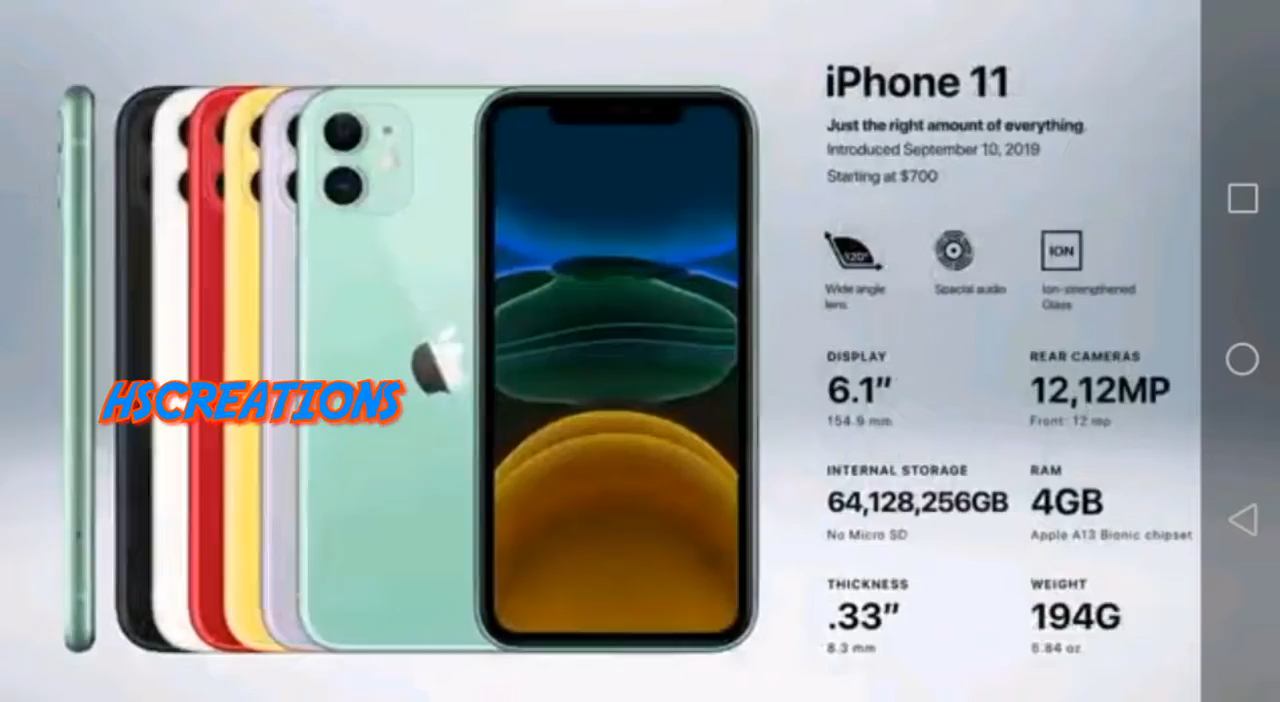 iPhone 11
Just the right amount of everything.
Introduced September 10, 2019
Starting at $700
120°
ION
Wide angle
lens
Spacial audio
Ion-strengthened
Glass
DISPLAY
REAR CAMERAS
6.1"
12,12MP
154.9 mm
Front: 12 mp
HSCREATIONS
INTERNAL STORAGE
RAM
64,128,256GB
4GB
No Micro SD
Apple A13 Bionic chipset
THICKNESS
WEIGHT
.33"
194G
8.3 mm
6.84 oz